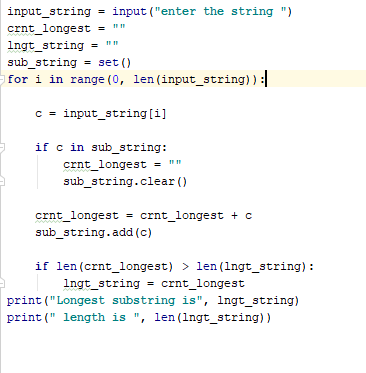 input_string = input("enter the string ")
crnt_longest = ""
lngt_string = ""
sub_string = set()
for i in range(0, len(input_string)):
c = input_string[i]
if c in sub_string:
crnt_longest = ""
sub_string.clear()
crnt_longest = crnt_longest + c
sub_string.add(c)
if len(crnt_longest) > len(lngt_string):
lngt_string = crnt_longest
print("Longest substring is", lngt_string)
print(" length is ", len(lngt_string))